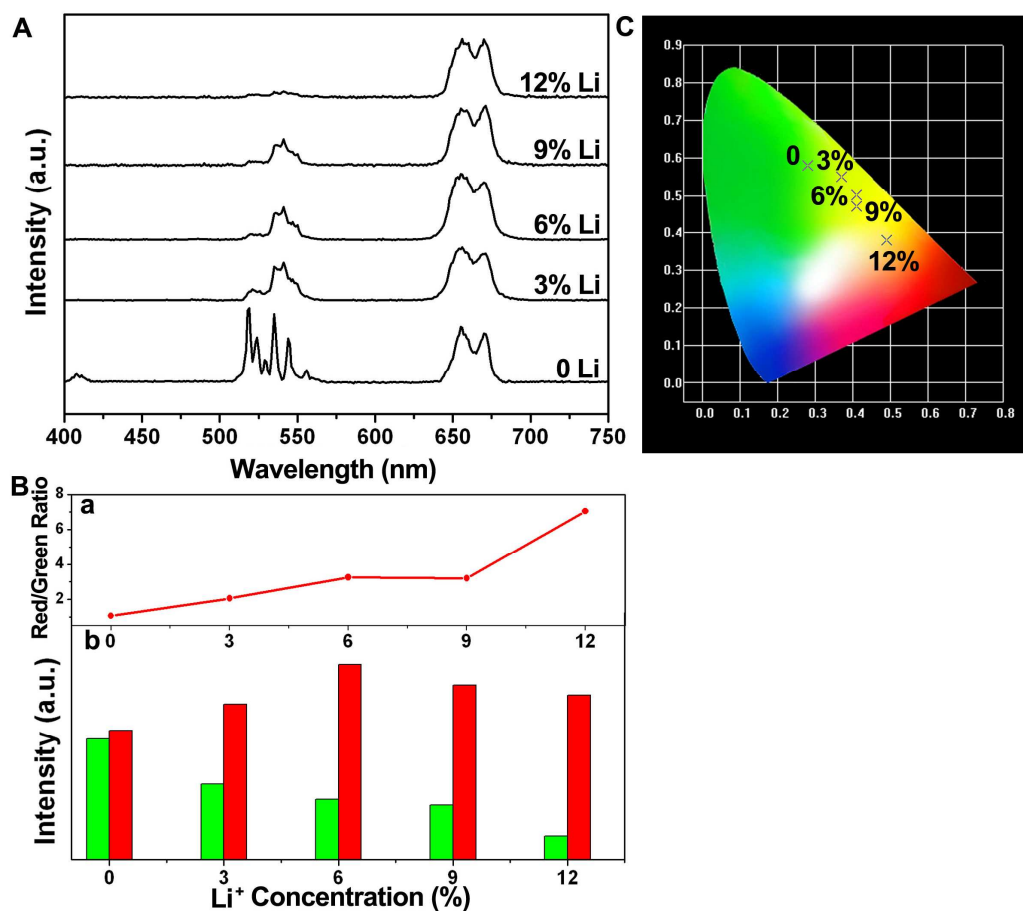 A
Intensity (a.u.)
12% Li
9% Li
6% Li
3% Li
0 Li
400 450 500 550 600 650 700 750
Wavelength (nm)
C
0.9
0.8
0.7
0.6
0.5
0.4
0.3
0.2
0.1
0.0
0 3%
6%
9%
12%
0.0 0.1 0.2 0.3 0.4 0.5 0.6 0.7 0.8
B
a
Red/Green Ratio
8
6
4
2
0 3 6 9 12
b
Intensity (a.u.)
0 3 6 9 12
Li⁺ Concentration (%)